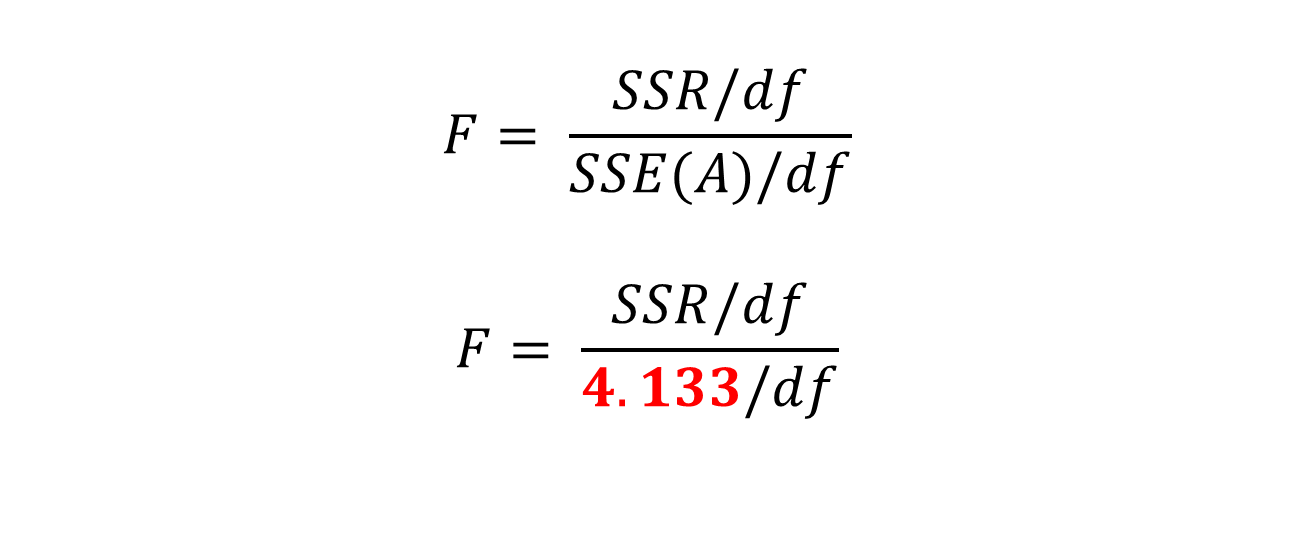 F = SSR/df
SSE(A)/df
F = SSR/df
4.133/df